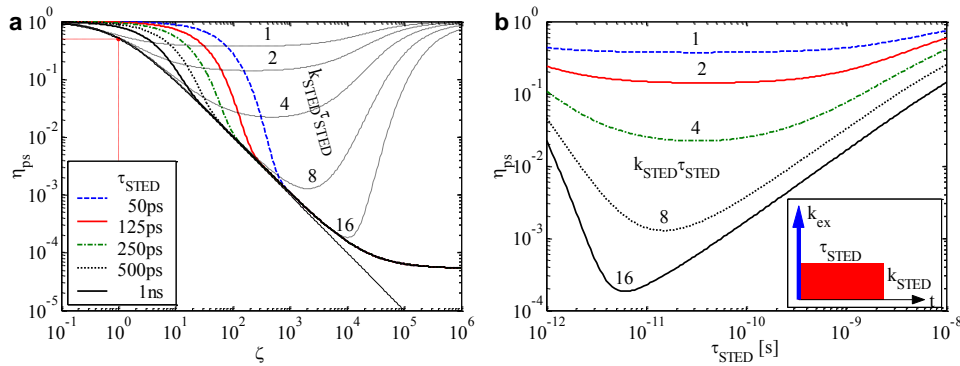 a
10^0
10^-1
10^-2
10^-3
10^-4
10^-5
η_ps
1
2
4
8
16
k_STED τ_STED
τ_STED
50ps
125ps
250ps
500ps
1ns
10^-1
10^0
10^1
10^2
10^3
10^4
10^5
10^6
ζ
b
10^0
10^-1
10^-2
10^-3
10^-4
η_ps
1
2
4
k_STED τ_STED
8
16
k_ex
τ_STED
k_STED
t
10^-12
10^-11
10^-10
10^-9
10^-8
τ_STED [s]